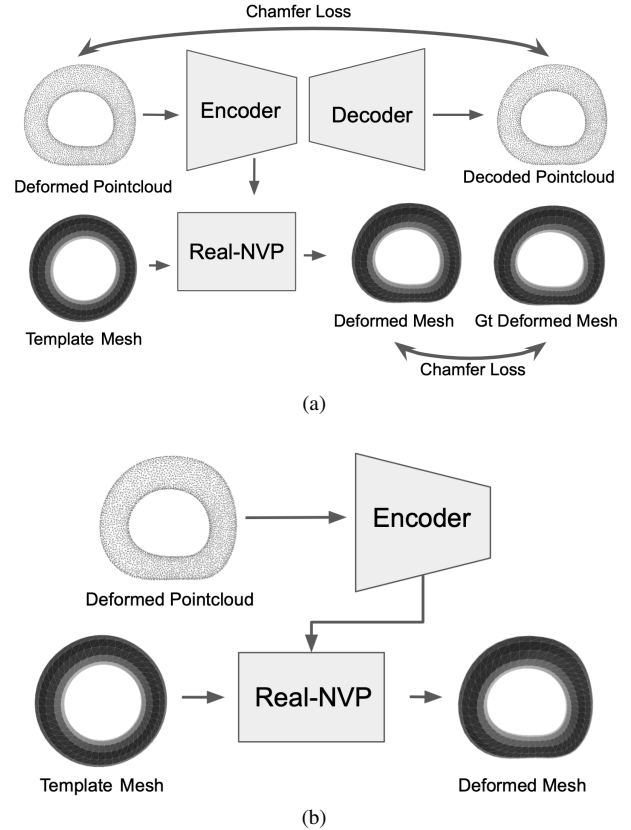 Chamfer Loss
Encoder
Decoder
Deformed Pointcloud
Decoded Pointcloud
Real-NVP
Template Mesh
Deformed Mesh
Gt Deformed Mesh
Chamfer Loss
(a)
Encoder
Deformed Pointcloud
Real-NVP
Template Mesh
Deformed Mesh
(b)